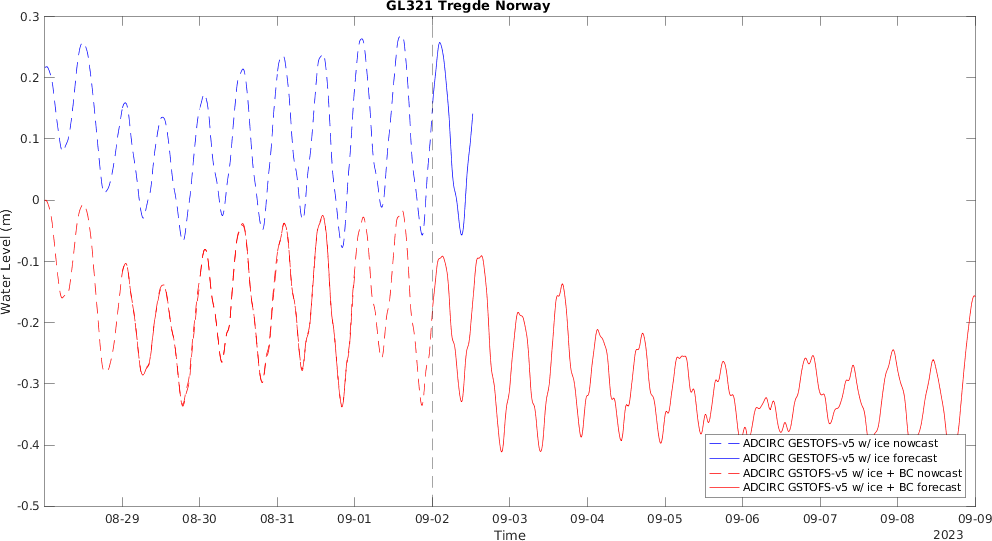 GL321 Tregde Norway
0.3
0.2
0.1
0
-0.1
-0.2
-0.3
-0.4
-0.5
Water Level (m)
ADCIRC GESTOFS-v5 w/ ice nowcast
ADCIRC GESTOFS-v5 w/ ice forecast
ADCIRC GSTOFS-v5 w/ ice + BC nowcast
ADCIRC GSTOFS-v5 w/ ice + BC forecast
08-29 08-30 08-31 09-01 09-02 09-03 09-04 09-05 09-06 09-07 09-08 09-09
Time
2023